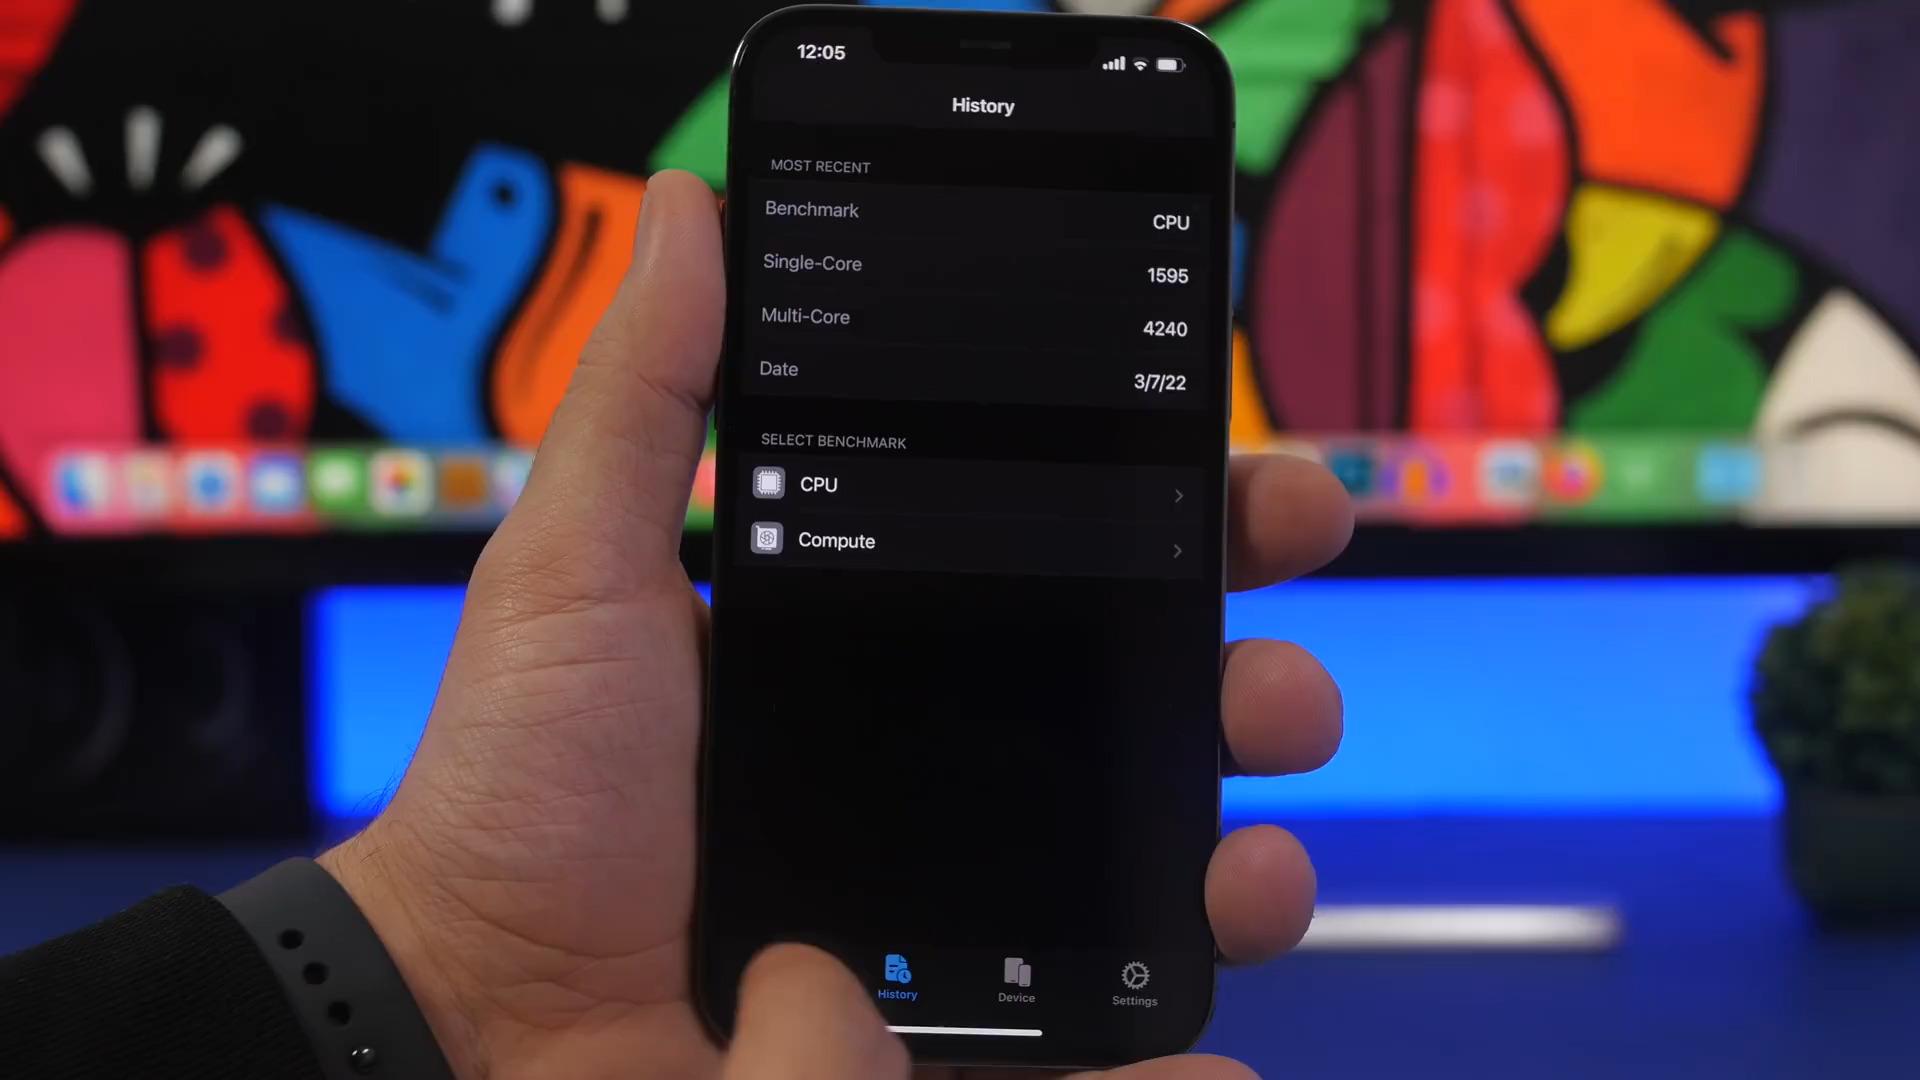 12:05
History
MOST RECENT
Benchmark CPU
Single-Core 1595
Multi-Core 4240
Date 3/7/22
SELECT BENCHMARK
CPU
Compute
History Device Settings